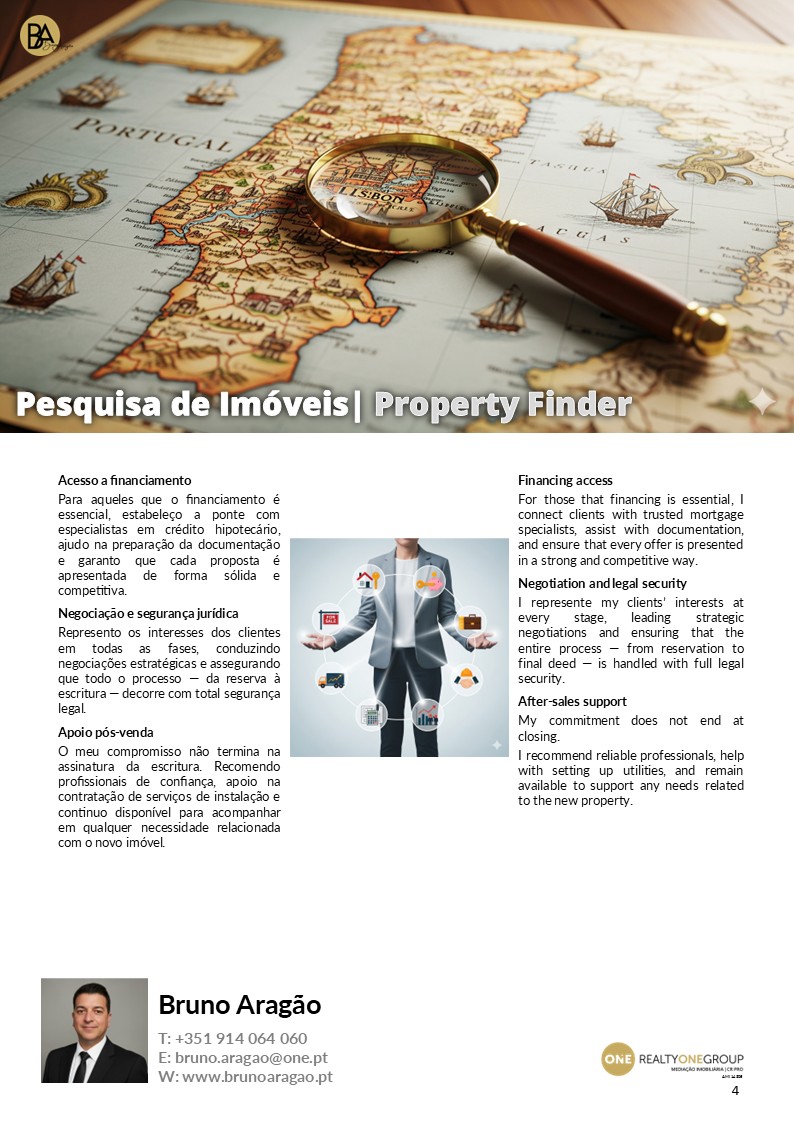 BA
PORTUGAL
LISBON
Pesquisa de Imóveis| Property Finder
Acesso a financiamento
Para aqueles que o financiamento é
essencial, estabeleço a ponte com
especialistas em crédito hipotecário,
ajudo na preparação da documentação
e garanto que cada proposta é
apresentada de forma sólida e
competitiva.
Negociação e segurança jurídica
Represento os interesses dos clientes
em todas as fases, conduzindo
negociações estratégicas e assegurando
que todo o processo — da reserva à
escritura — decorre com total segurança
legal.
Apoio pós-venda
O meu compromisso não termina na
assinatura da escritura. Recomendo
profissionais de confiança, apoio na
contratação de serviços de instalação e
continuo disponível para acompanhar
em qualquer necessidade relacionada
com o novo imóvel.
FOR
SALE
Financing access
For those that financing is essential, I
connect clients with trusted mortgage
specialists, assist with documentation,
and ensure that every offer is presented
in a strong and competitive way.
Negotiation and legal security
I represente my clients' interests at
every stage, leading strategic
negotiations and ensuring that the
entire process — from reservation to
final deed — is handled with full legal
security.
After-sales support
My commitment does not end at
closing.
I recommend reliable professionals, help
with setting up utilities, and remain
available to support any needs related
to the new property.
Bruno Aragão
T: +351 914 064 060
E: bruno.aragao@one.pt
W: www.brunoaragao.pt
ONE REALTYONEGROUP
MEDIAÇÃO IMOBILIÁRIA | CR PRO
4